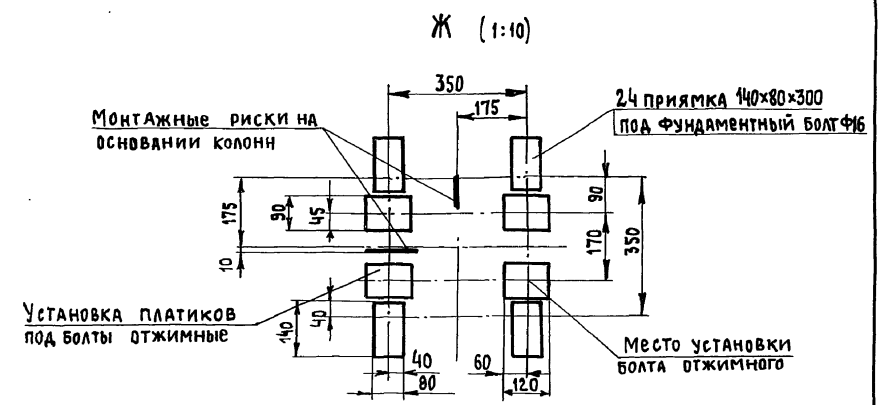 Ж (1:10)
350
175
Монтажные риски на
основании колонн
24 приямка 140×80×300
под фундаментный болт Ф16
175
90
45
10
90
170
350
Установка платиков
под болты отжимные
140
40
40
80
60
120
Место установки
болта отжимного